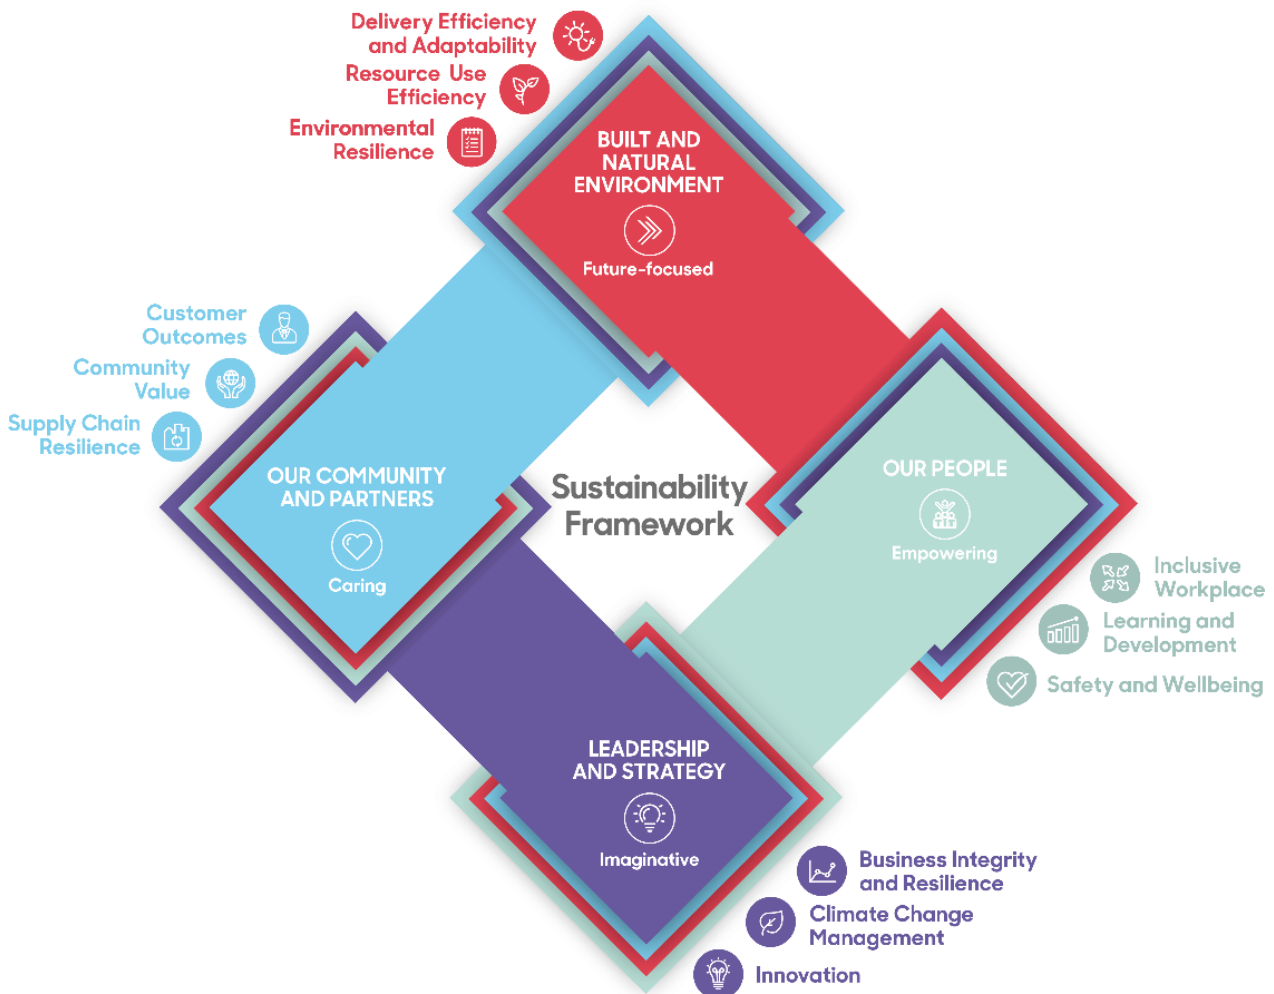 Delivery Efficiency
and Adaptability
Resource Use
Efficiency
Environmental
Resilience
BUILT AND
NATURAL
ENVIRONMENT
Future-focused
Customer
Outcomes
Community
Value
Supply Chain
Resilience
OUR COMMUNITY
AND PARTNERS
Caring
Sustainability
Framework
OUR PEOPLE
Empowering
Inclusive
Workplace
Learning and
Development
Safety and Wellbeing
LEADERSHIP
AND STRATEGY
Imaginative
Business Integrity
and Resilience
Climate Change
Management
Innovation